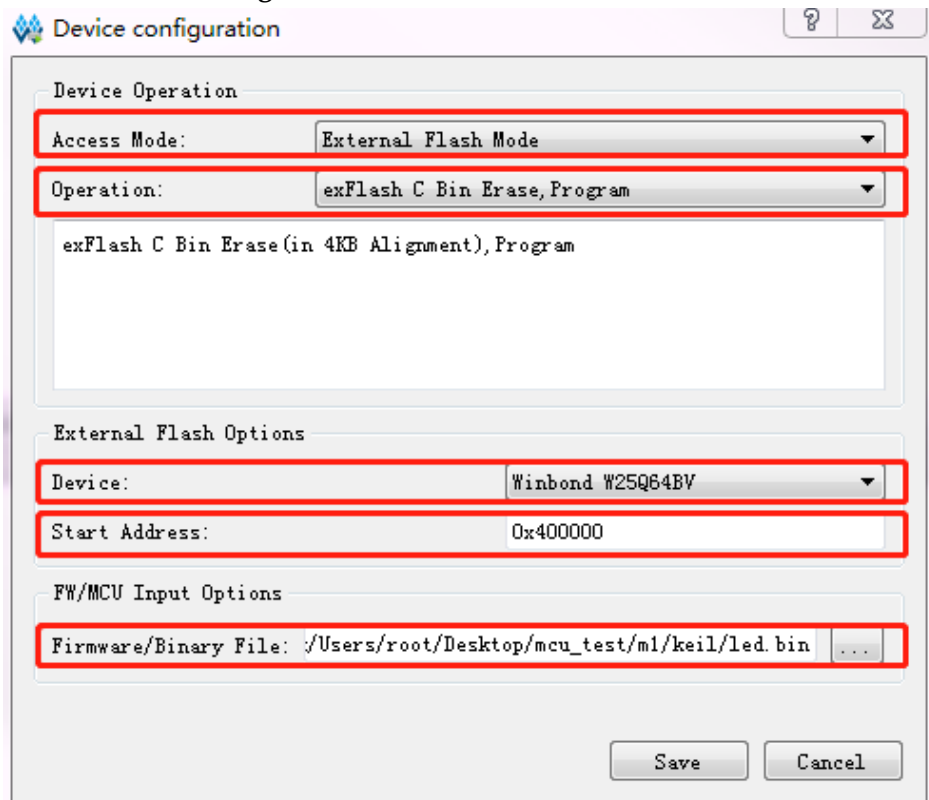 Device configuration
Device Operation
Access Mode: External Flash Mode
Operation: exFlash C Bin Erase,Program
exFlash C Bin Erase(in 4KB Alignment),Program
External Flash Options
Device: Winbond W25Q64BV
Start Address: 0x400000
FW/MCU Input Options
Firmware/Binary File: :/Users/root/Desktop/mcu_test/m1/keil/led.bin ...
Save Cancel